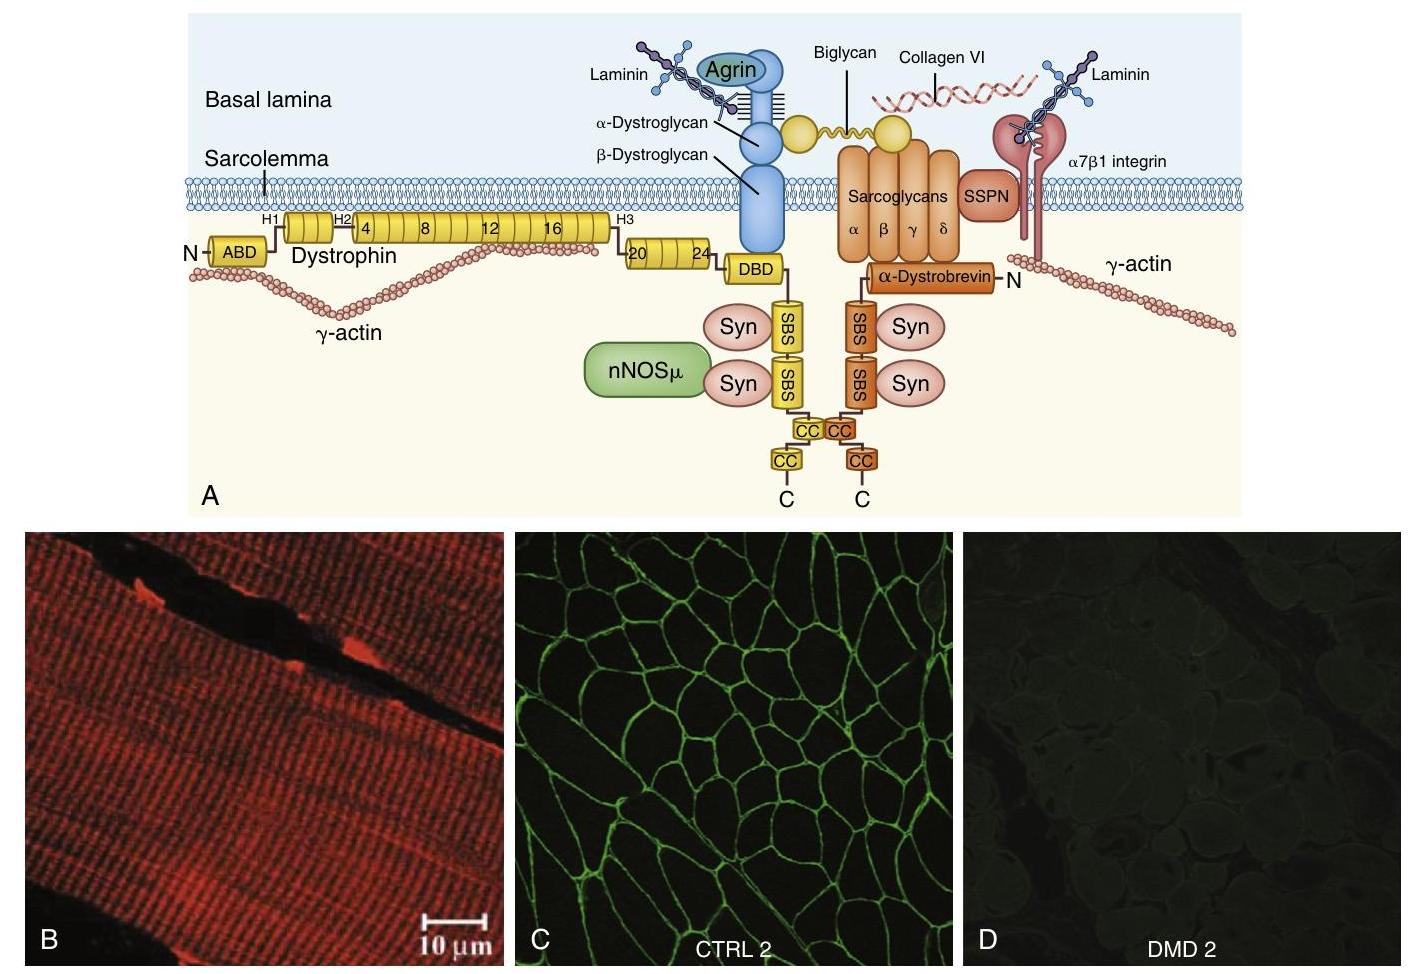 Basal lamina
Sarcolemma
Laminin
Agrin
Biglycan
Collagen VI
Laminin
α-Dystroglycan
β-Dystroglycan
α7β1 integrin
Sarcoglycans
α β γ δ
SSPN
H1 H2 H3
N ABD
4 8 12 16
20 24
DBD
Dystrophin
γ-actin
α-Dystrobrevin N
γ-actin
Syn SBS SBS Syn
nNOSμ Syn SBS SBS Syn
CC CC
CC CC
C C
A
10 μm
B
C CTRL 2
D DMD 2